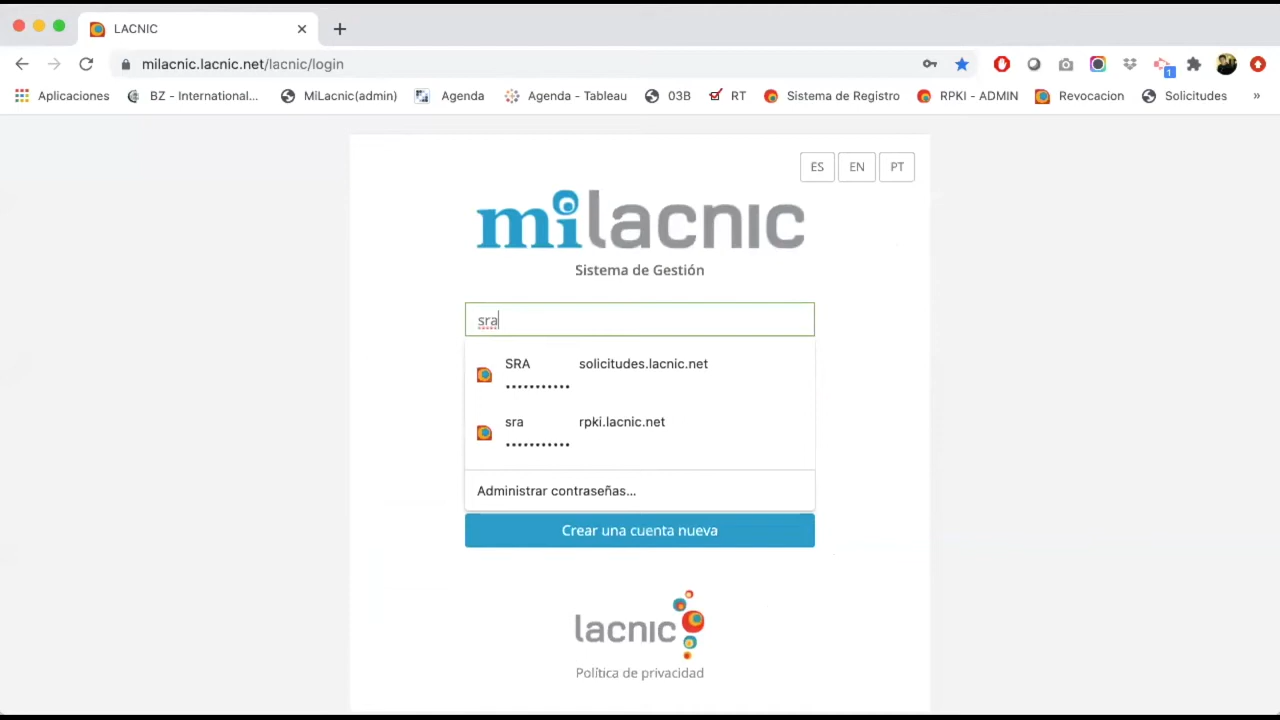 LACNIC
milacnic.lacnic.net/lacnic/login
1
Aplicaciones BZ - International... MiLacnic(admin) Agenda Agenda - Tableau 03B RT Sistema de Registro RPKI - ADMIN Revocacion Solicitudes »
ES EN PT
milacnic
Sistema de Gestión
sra
SRA solicitudes.lacnic.net
•••••••••••
sra rpki.lacnic.net
•••••••••••
Administrar contraseñas...
Crear una cuenta nueva
lacnic
Política de privacidad